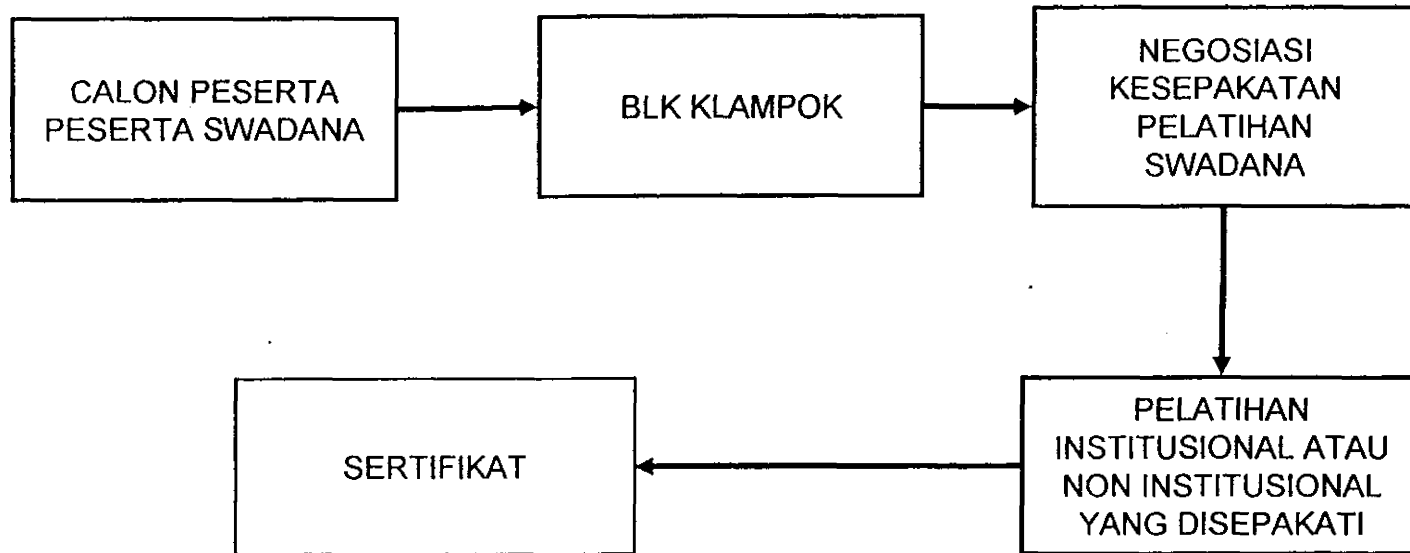 CALON PESERTA
PESERTA SWADANA
BLK KLAMPOK
NEGOSIASI
KESEPAKATAN
PELATIHAN
SWADANA
PELATIHAN
INSTITUSIONAL ATAU
NON INSTITUSIONAL
YANG DISEPAKATI
SERTIFIKAT